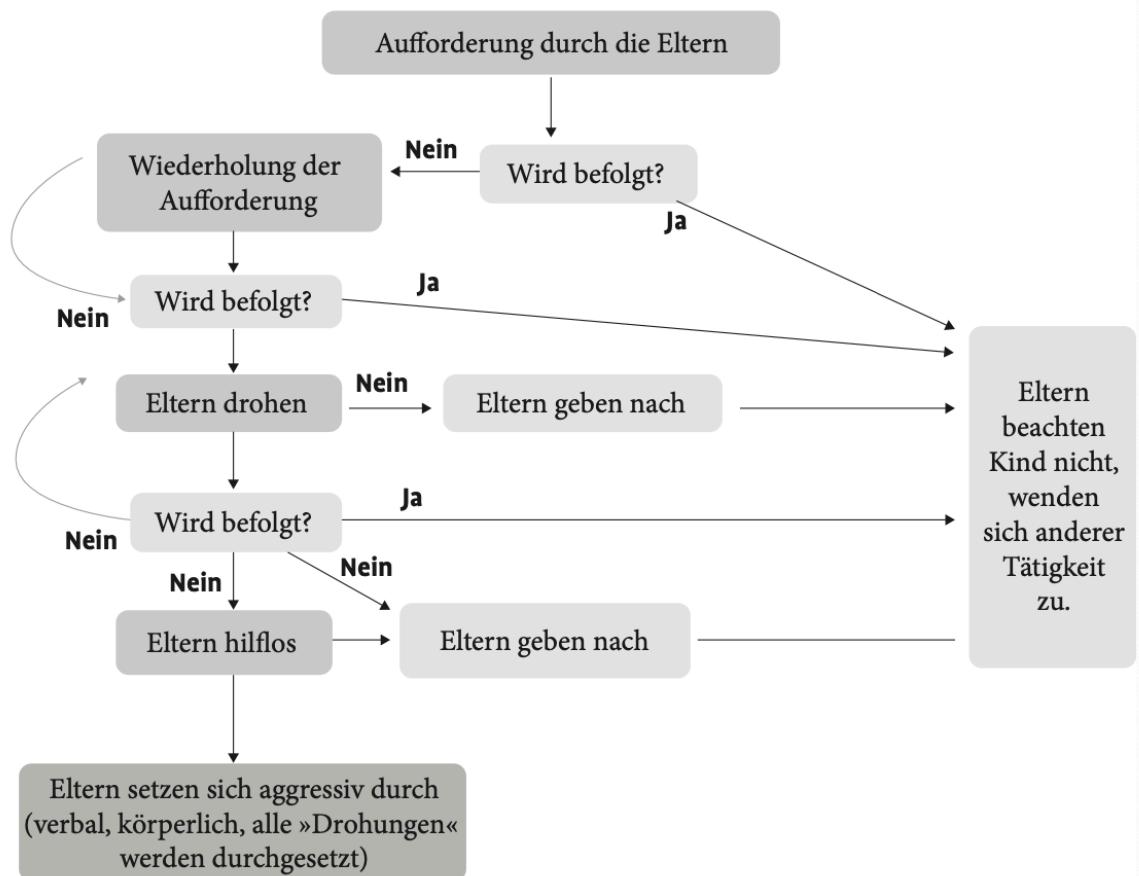 Aufforderung durch die Eltern
Nein
Wird befolgt?
Wiederholung der
Aufforderung
Ja
Wird befolgt?
Ja
Nein
Eltern drohen
Nein
Eltern geben nach
Eltern
beachten
Kind nicht,
wenden
sich anderer
Tätigkeit
zu.
Wird befolgt?
Ja
Nein
Nein
Nein
Eltern hilflos
Eltern geben nach
Eltern setzen sich aggressiv durch
(verbal, körperlich, alle »Drohungen«
werden durchgesetzt)